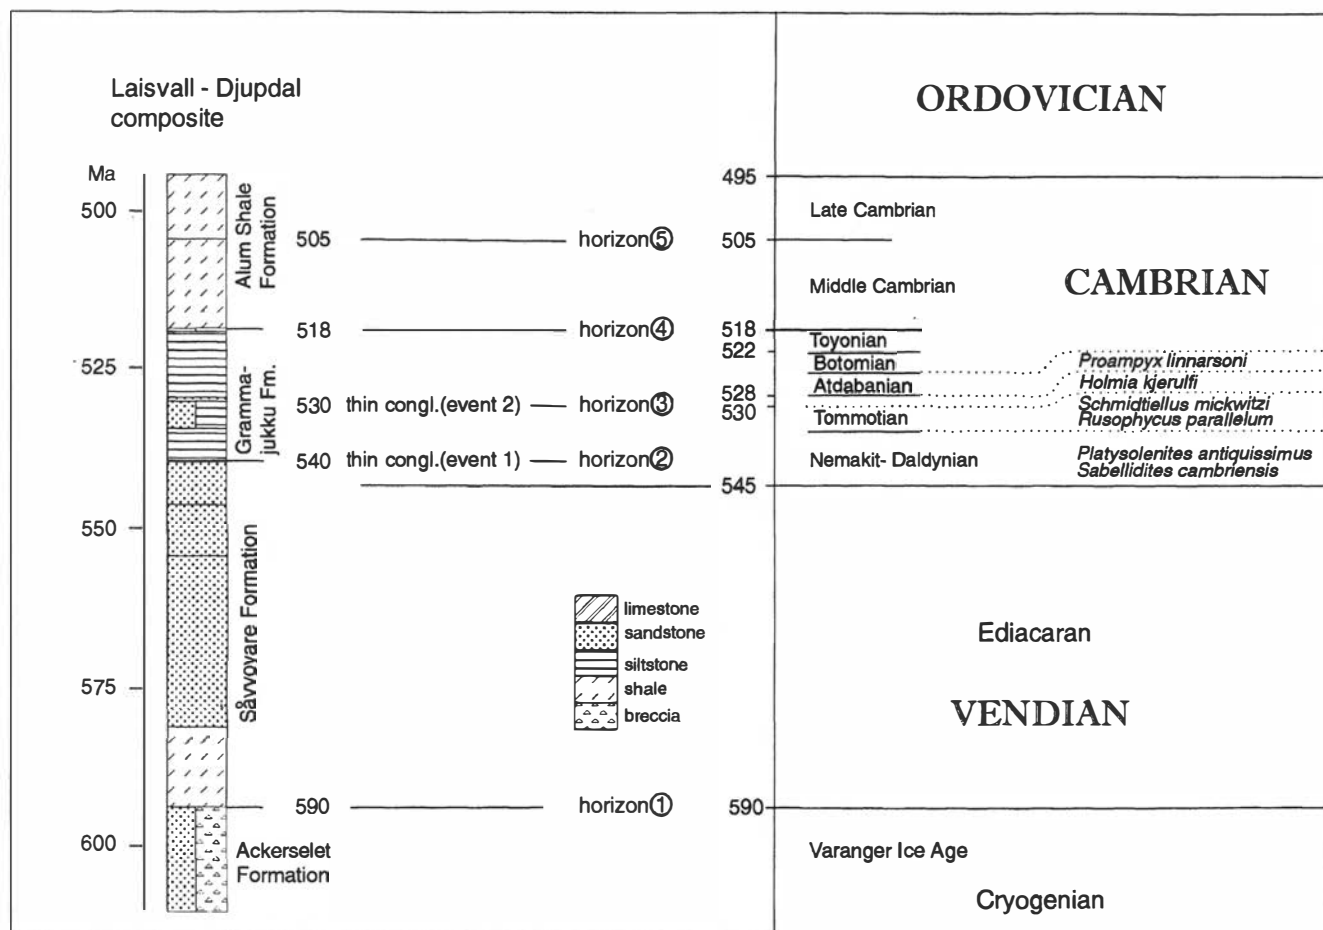 Laisvall - Djupdal
composite
Ma
500
525
550
575
600
Alum Shale
Formation
Gramma-
jukku Fm.
Såvvovare Formation
Ackerselet
Formation
505 horizon⑤
518 horizon④
530 thin congl.(event 2) horizon③
540 thin congl.(event 1) horizon②
590 horizon①
limestone
sandstone
siltstone
shale
breccia
495
505
518
522
528
530
545
590
ORDOVICIAN
Late Cambrian
Middle Cambrian
CAMBRIAN
Toyonian
Botomian
Atdabanian
Tommotian
Nemakit- Daldynian
Proampyx linnarsoni
Holmia kjerulfi
Schmidtiellus mickwitzi
Rusophycus parallelum
Platysolenites antiquissimus
Sabellidites cambriensis
Ediacaran
VENDIAN
Varanger Ice Age
Cryogenian